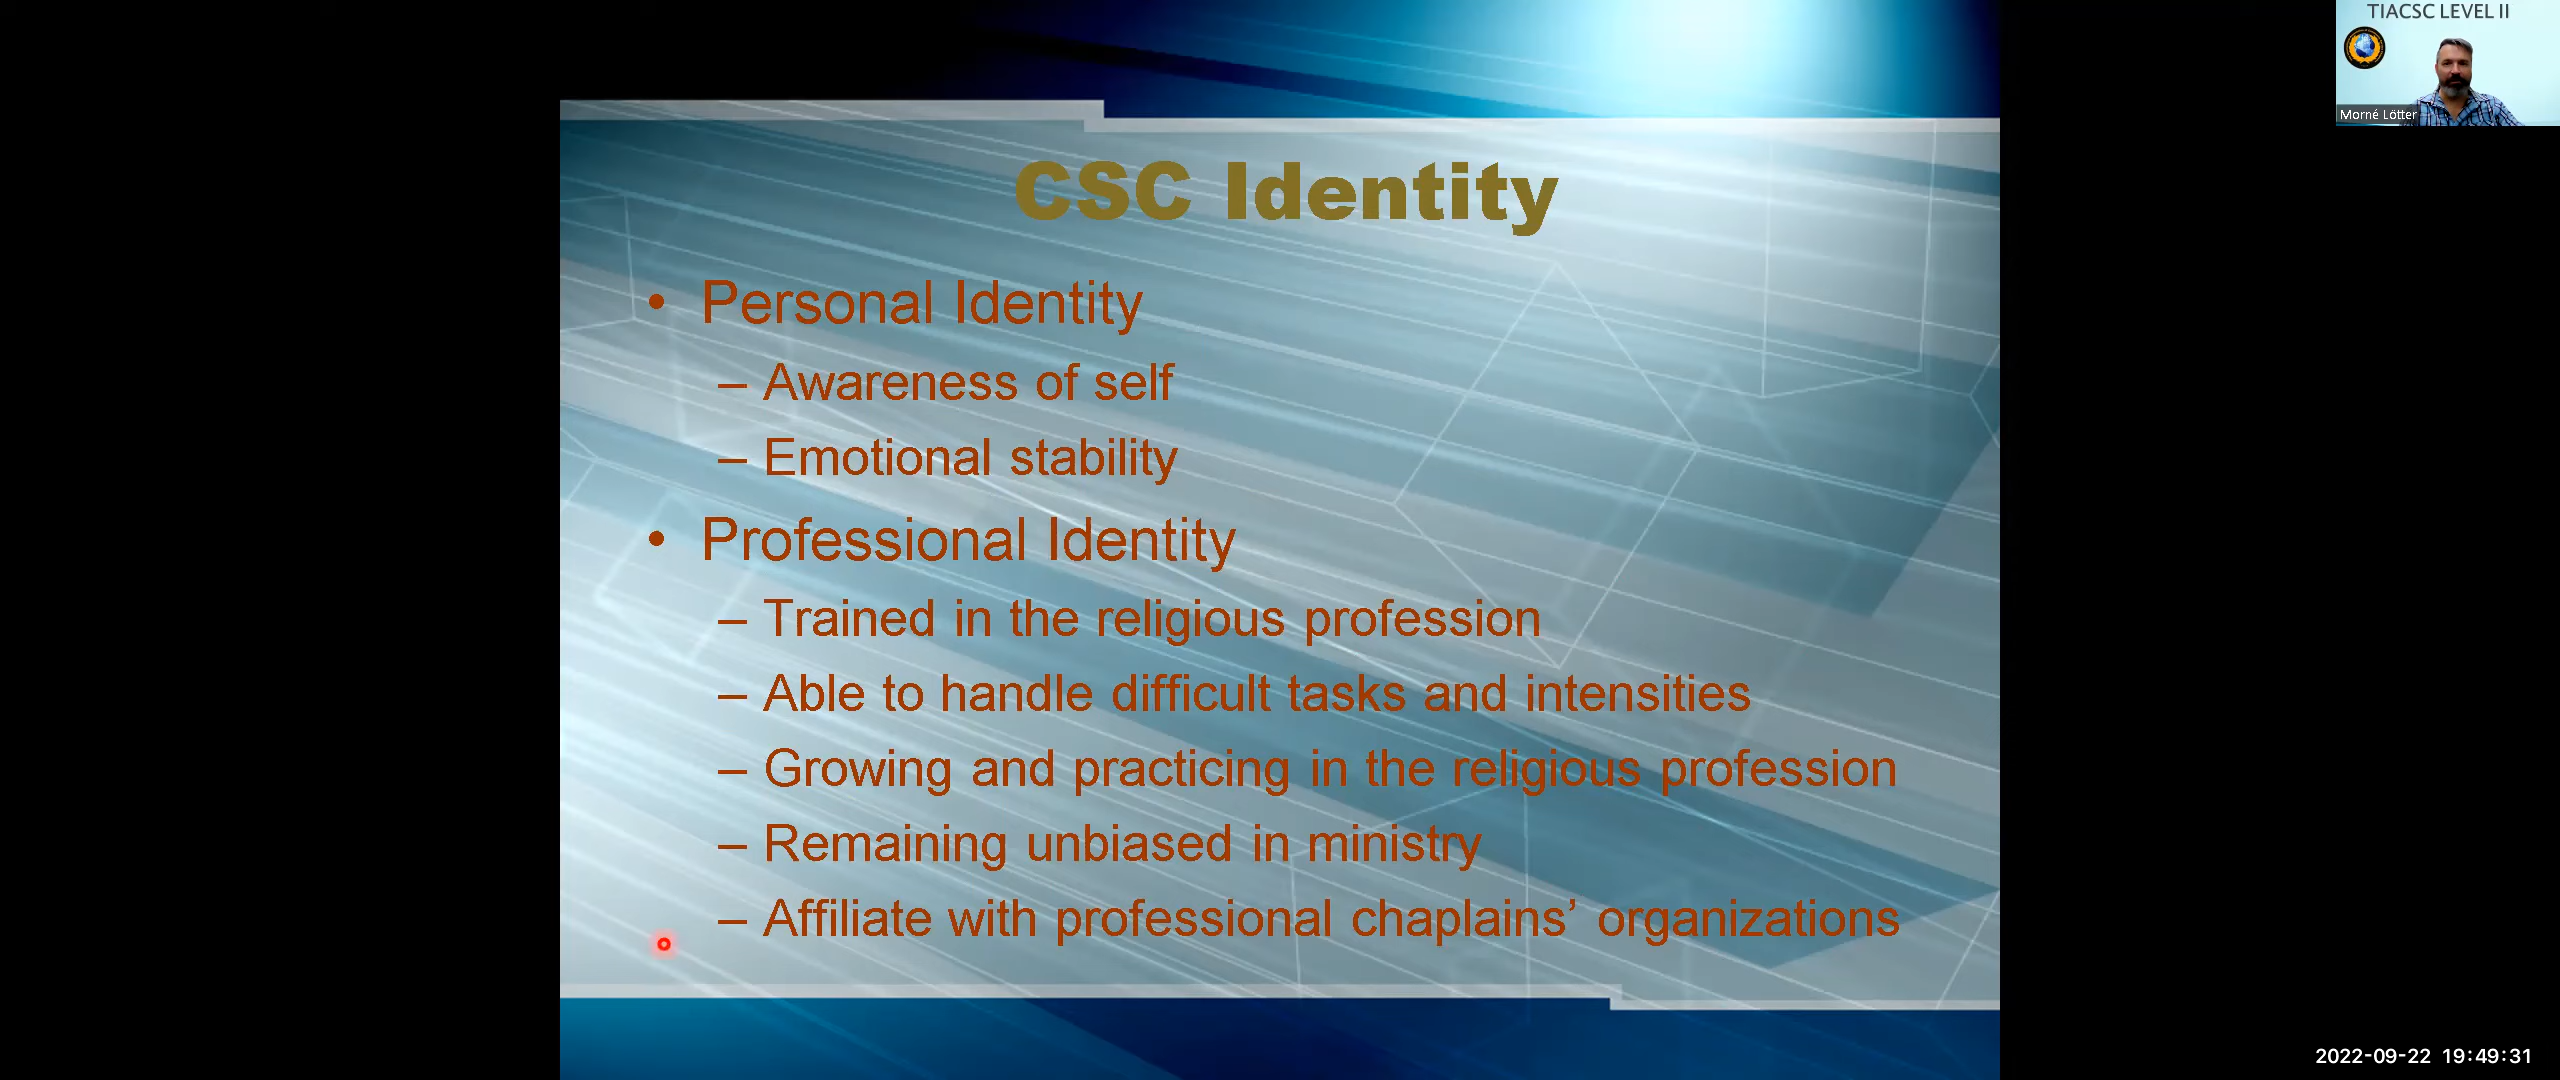 TIACSC LEVEL II
Morné Lötter
CSC Identity
• Personal Identity
– Awareness of self
– Emotional stability
• Professional Identity
– Trained in the religious profession
– Able to handle difficult tasks and intensities
– Growing and practicing in the religious profession
– Remaining unbiased in ministry
– Affiliate with professional chaplains’ organizations
2022-09-22 19:49:31